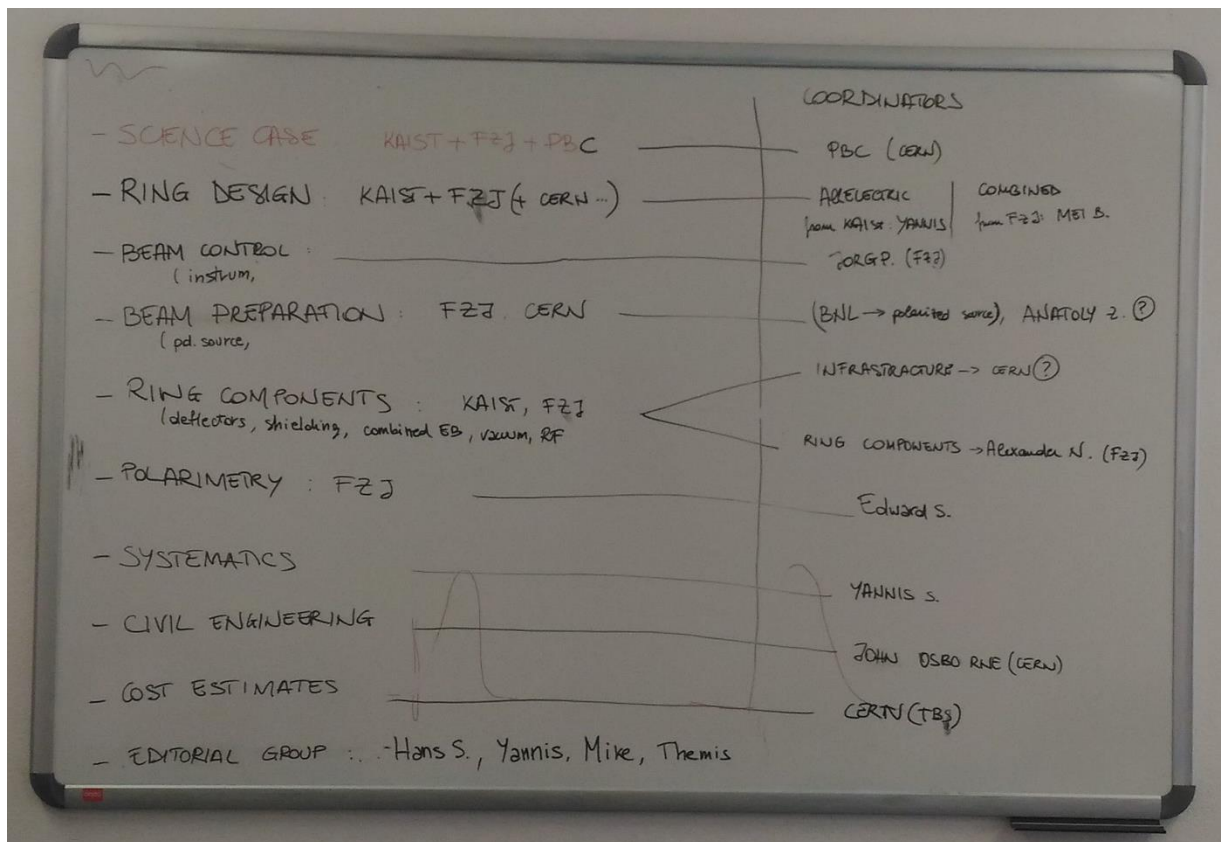 COORDINATORS
- SCIENCE CASE KAIST + FZJ + PBC PBC (CERN)
- RING DESIGN : KAIST + FZJ (+ CERN ...) ALLELECTRIC from KAIST: YANNIS | COMBINED from FZJ: MEI B.
- BEAM CONTROL : JORG P. (FZJ)
( instrum,
- BEAM PREPARATION : FZJ. CERN (BNL → polarited source), ANATOLY Z. ?
( pol. source,
INFRASTRACTURE → CERN ?
- RING COMPONENTS : KAIST, FZJ
(deflectors, shielding, combined EB, vacuum, RF
RING COMPONENTS → Alexander N. (FZJ)
- POLARIMETRY : FZJ
Edward S.
- SYSTEMATICS
YANNIS S.
- CIVIL ENGINEERING
JOHN OSBORNE (CERN)
- COST ESTIMATES
CERN (TBS)
- EDITORIAL GROUP : - Hans S., Yannis, Mike, Themis